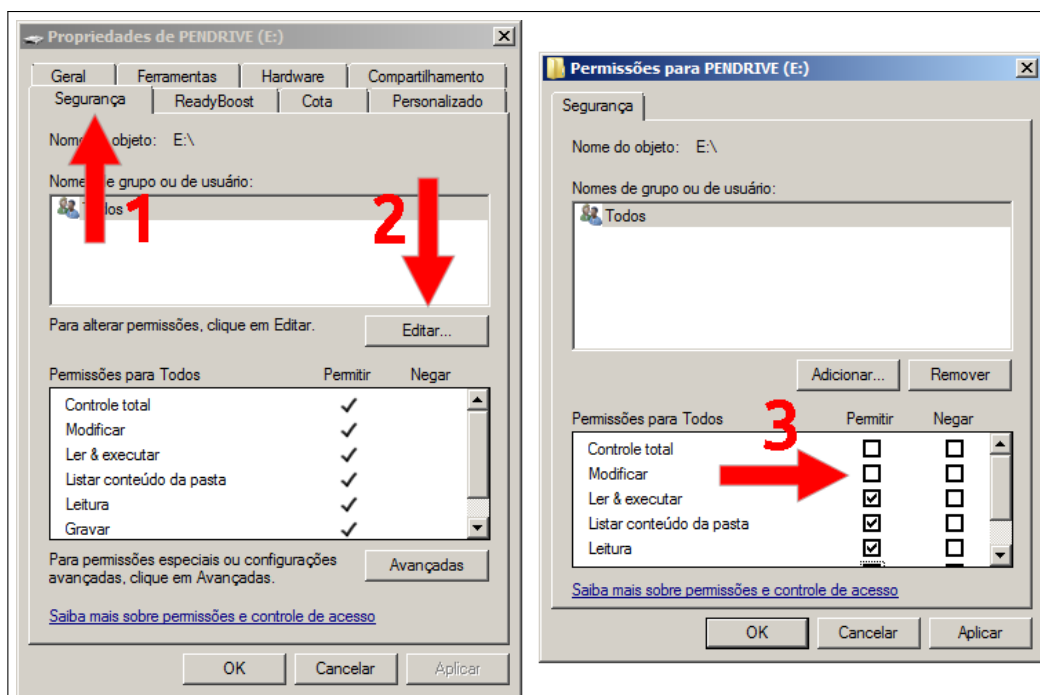 Propriedades de PENDRIVE (E:)
Geral Ferramentas Hardware Compartilhamento
Segurança ReadyBoost Cota Personalizado
objeto: E:\
de grupo ou de usuário:
1
2
Para alterar permissões, clique em Editar.
Editar...
Permissões para Todos Permitir Negar
Controle total
Modificar
Ler & executar
Listar conteúdo da pasta
Leitura
Gravar
Para permissões especiais ou configurações
avançadas, clique em Avançadas.
Avançadas
Saiba mais sobre permissões e controle de acesso
OK Cancelar Aplicar
Permissões para PENDRIVE (E:)
Segurança
Nome do objeto: E:\
Nomes de grupo ou de usuário:
Todos
Adicionar... Remover
3
Permissões para Todos Permitir Negar
Controle total
Modificar
Ler & executar
Listar conteúdo da pasta
Leitura
Saiba mais sobre permissões e controle de acesso
OK Cancelar Aplicar